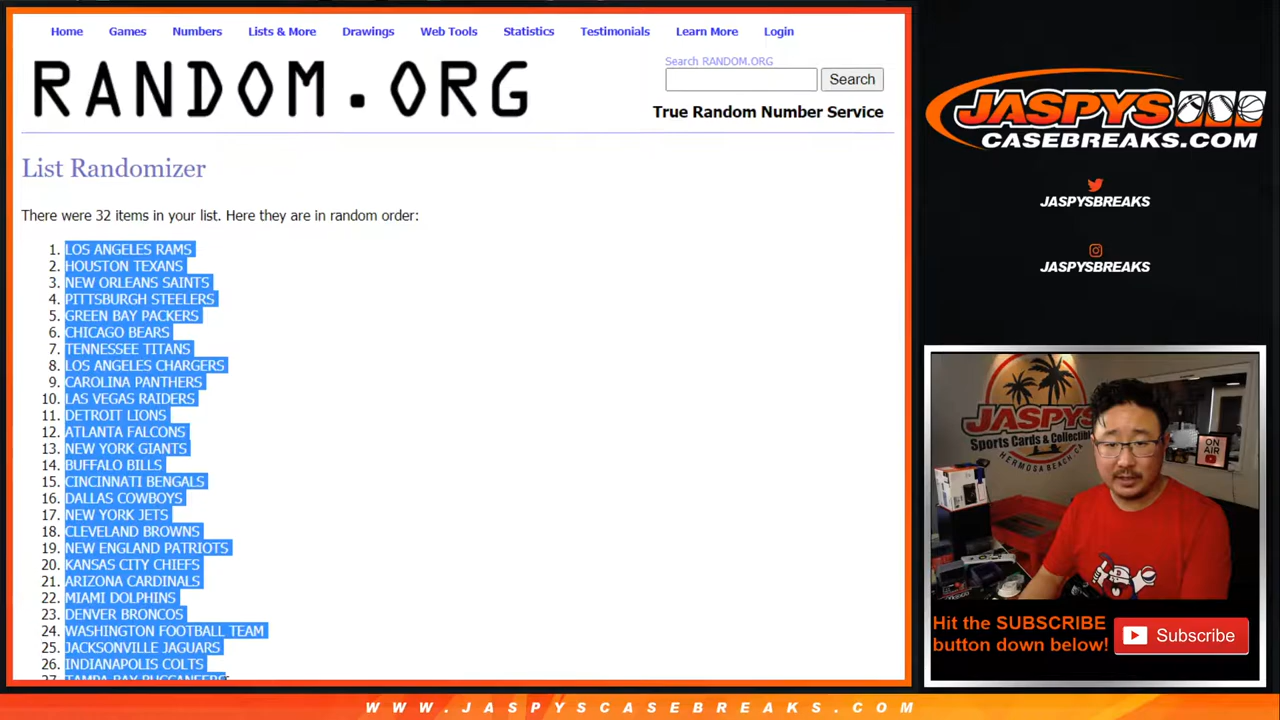 Home Games Numbers Lists & More Drawings Web Tools Statistics Testimonials Learn More Login
RANDOM.ORG
Search RANDOM.ORG
Search
True Random Number Service
List Randomizer
There were 32 items in your list. Here they are in random order:
1. LOS ANGELES RAMS
2. HOUSTON TEXANS
3. NEW ORLEANS SAINTS
4. PITTSBURGH STEELERS
5. GREEN BAY PACKERS
6. CHICAGO BEARS
7. TENNESSEE TITANS
8. LOS ANGELES CHARGERS
9. CAROLINA PANTHERS
10. LAS VEGAS RAIDERS
11. DETROIT LIONS
12. ATLANTA FALCONS
13. NEW YORK GIANTS
14. BUFFALO BILLS
15. CINCINNATI BENGALS
16. DALLAS COWBOYS
17. NEW YORK JETS
18. CLEVELAND BROWNS
19. NEW ENGLAND PATRIOTS
20. KANSAS CITY CHIEFS
21. ARIZONA CARDINALS
22. MIAMI DOLPHINS
23. DENVER BRONCOS
24. WASHINGTON FOOTBALL TEAM
25. JACKSONVILLE JAGUARS
26. INDIANAPOLIS COLTS
27. TAMPA BAY BUCCANEERS
JASPYS
CASEBREAKS.COM
JASPYSBREAKS
JASPYSBREAKS
JASPYS
Sports Cards & Collectibles
HERMOSA BEACH, CA
ON AIR
Hit the SUBSCRIBE
button down below!
Subscribe
WWW.JASPYSCASEBREAKS.COM